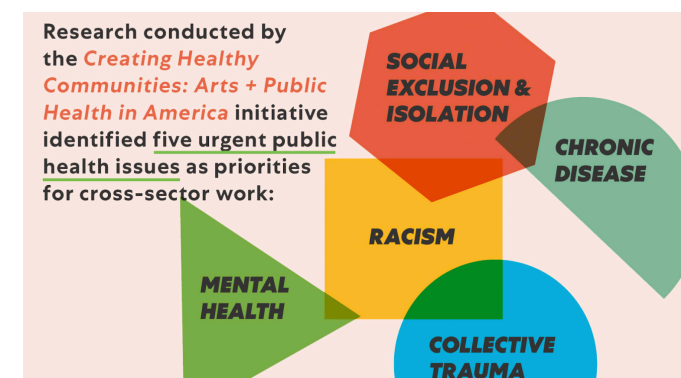 Research conducted by
the Creating Healthy
Communities: Arts + Public
Health in America initiative
identified five urgent public
health issues as priorities
for cross-sector work:
SOCIAL
EXCLUSION &
ISOLATION
CHRONIC
DISEASE
RACISM
MENTAL
HEALTH
COLLECTIVE
TRAUMA